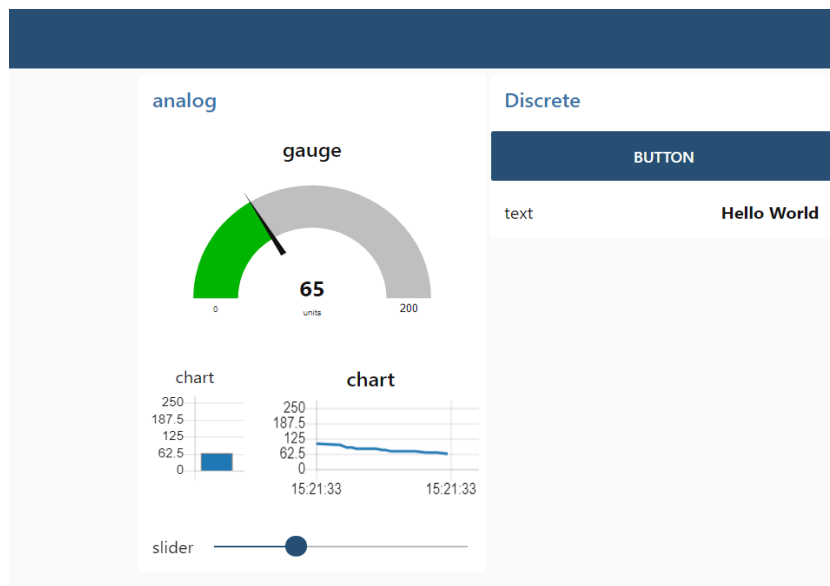 analog
gauge
65
0 units 200
chart
250
187.5
125
62.5
0
chart
250
187.5
125
62.5
0
15:21:33 15:21:33
slider
Discrete
BUTTON
text Hello World